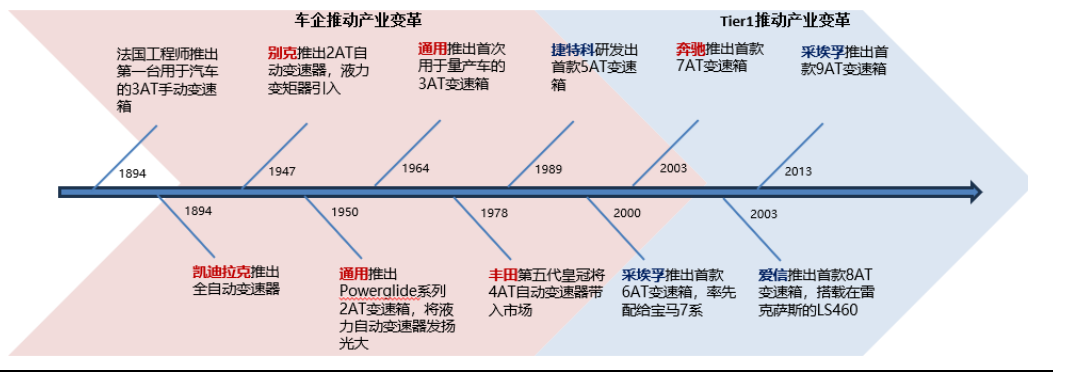 车企推动产业变革
Tier1推动产业变革
法国工程师推出
第一台用于汽车
的3AT手动变速
箱
别克推出2AT自
动变速器，液力
变矩器引入
通用推出首次
用于量产车的
3AT变速箱
捷特科研发出
首款5AT变速
箱
奔驰推出首款
7AT变速箱
采埃孚推出首
款9AT变速箱
1894
1947
1964
1989
2003
2013
1894
1950
1978
2000
2003
凯迪拉克推出
全自动变速器
通用推出
Powerglide系列
2AT变速箱，将液
力自动变速器发扬
光大
丰田第五代皇冠将
4AT自动变速器带
入市场
采埃孚推出首款
6AT变速箱，率先
配给宝马7系
爱信推出首款8AT
变速箱，搭载在雷
克萨斯的LS460